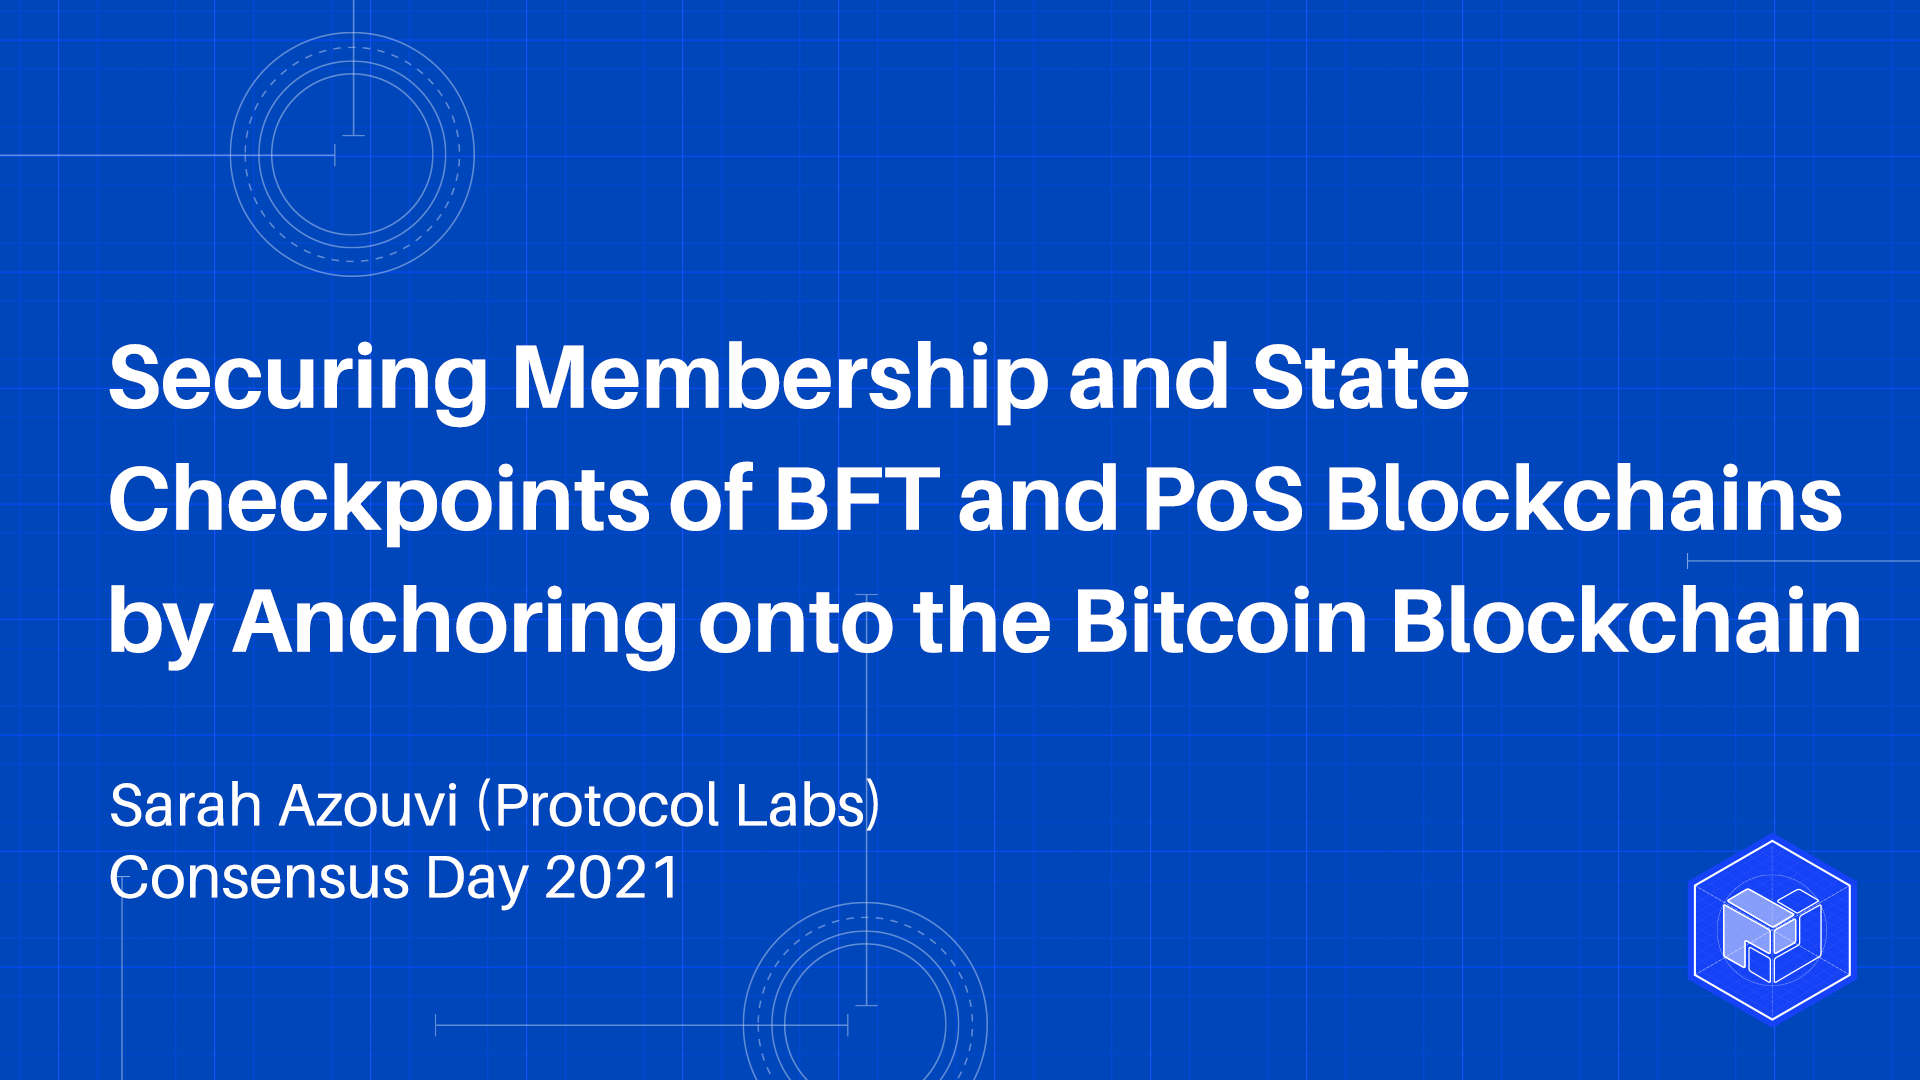 Securing Membership and State
Checkpoints of BFT and PoS Blockchains
by Anchoring onto the Bitcoin Blockchain
Sarah Azouvi (Protocol Labs)
Consensus Day 2021